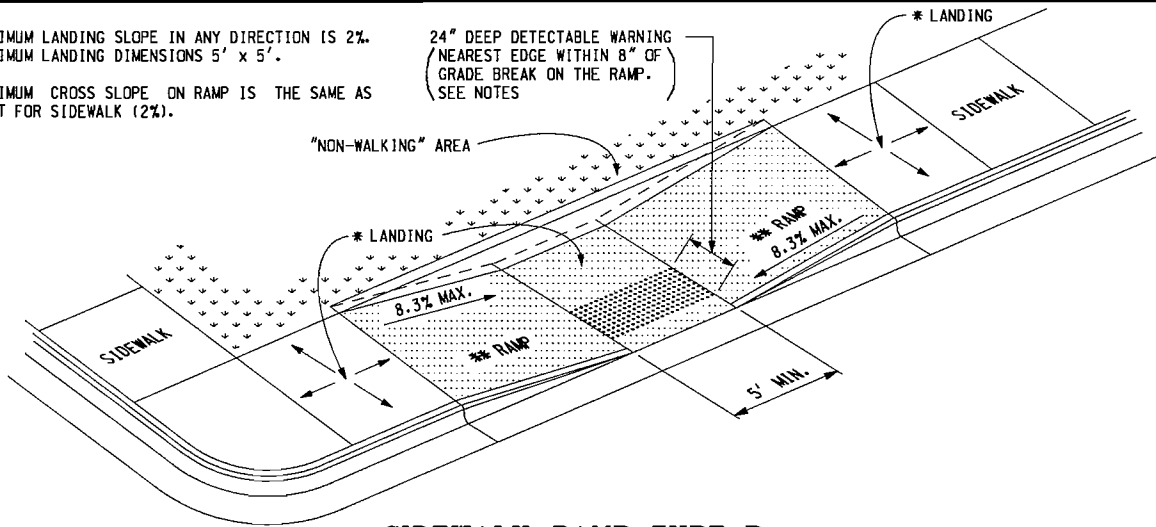 IMUM LANDING SLOPE IN ANY DIRECTION IS 2%.
IMUM LANDING DIMENSIONS 5' x 5'.
IMUM CROSS SLOPE ON RAMP IS THE SAME AS
T FOR SIDEWALK (2%).
24" DEEP DETECTABLE WARNING
(NEAREST EDGE WITHIN 8" OF
GRADE BREAK ON THE RAMP.)
SEE NOTES
* LANDING
SIDEWALK
"NON-WALKING" AREA
* LANDING
** RAMP
8.3% MAX.
8.3% MAX.
** RAMP
SIDEWALK
5' MIN.